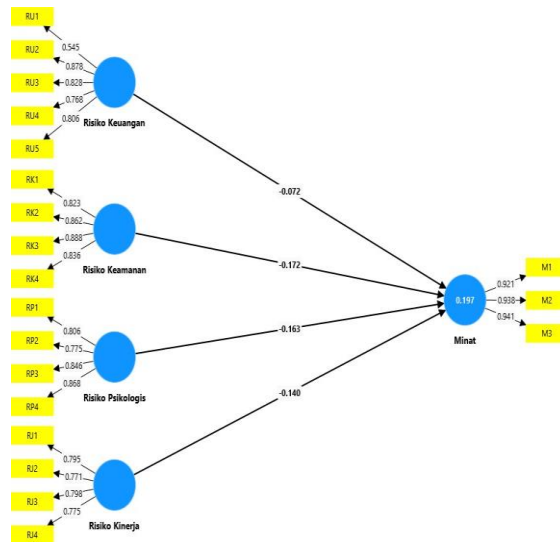 RU1
0.545
RU2
0.878
RU3
0.828
RU4
0.768
RU5
0.806
Risiko Keuangan
-0.072
RK1
0.823
RK2
0.862
RK3
0.888
RK4
0.836
Risiko Keamanan
-0.172
RP1
0.806
RP2
0.775
RP3
0.846
RP4
0.868
Risiko Psikologis
-0.163
RJ1
0.795
RJ2
0.771
RJ3
0.798
RJ4
0.775
Risiko Kinerja
-0.140
0.197
Minat
M1
0.921
M2
0.938
M3
0.941